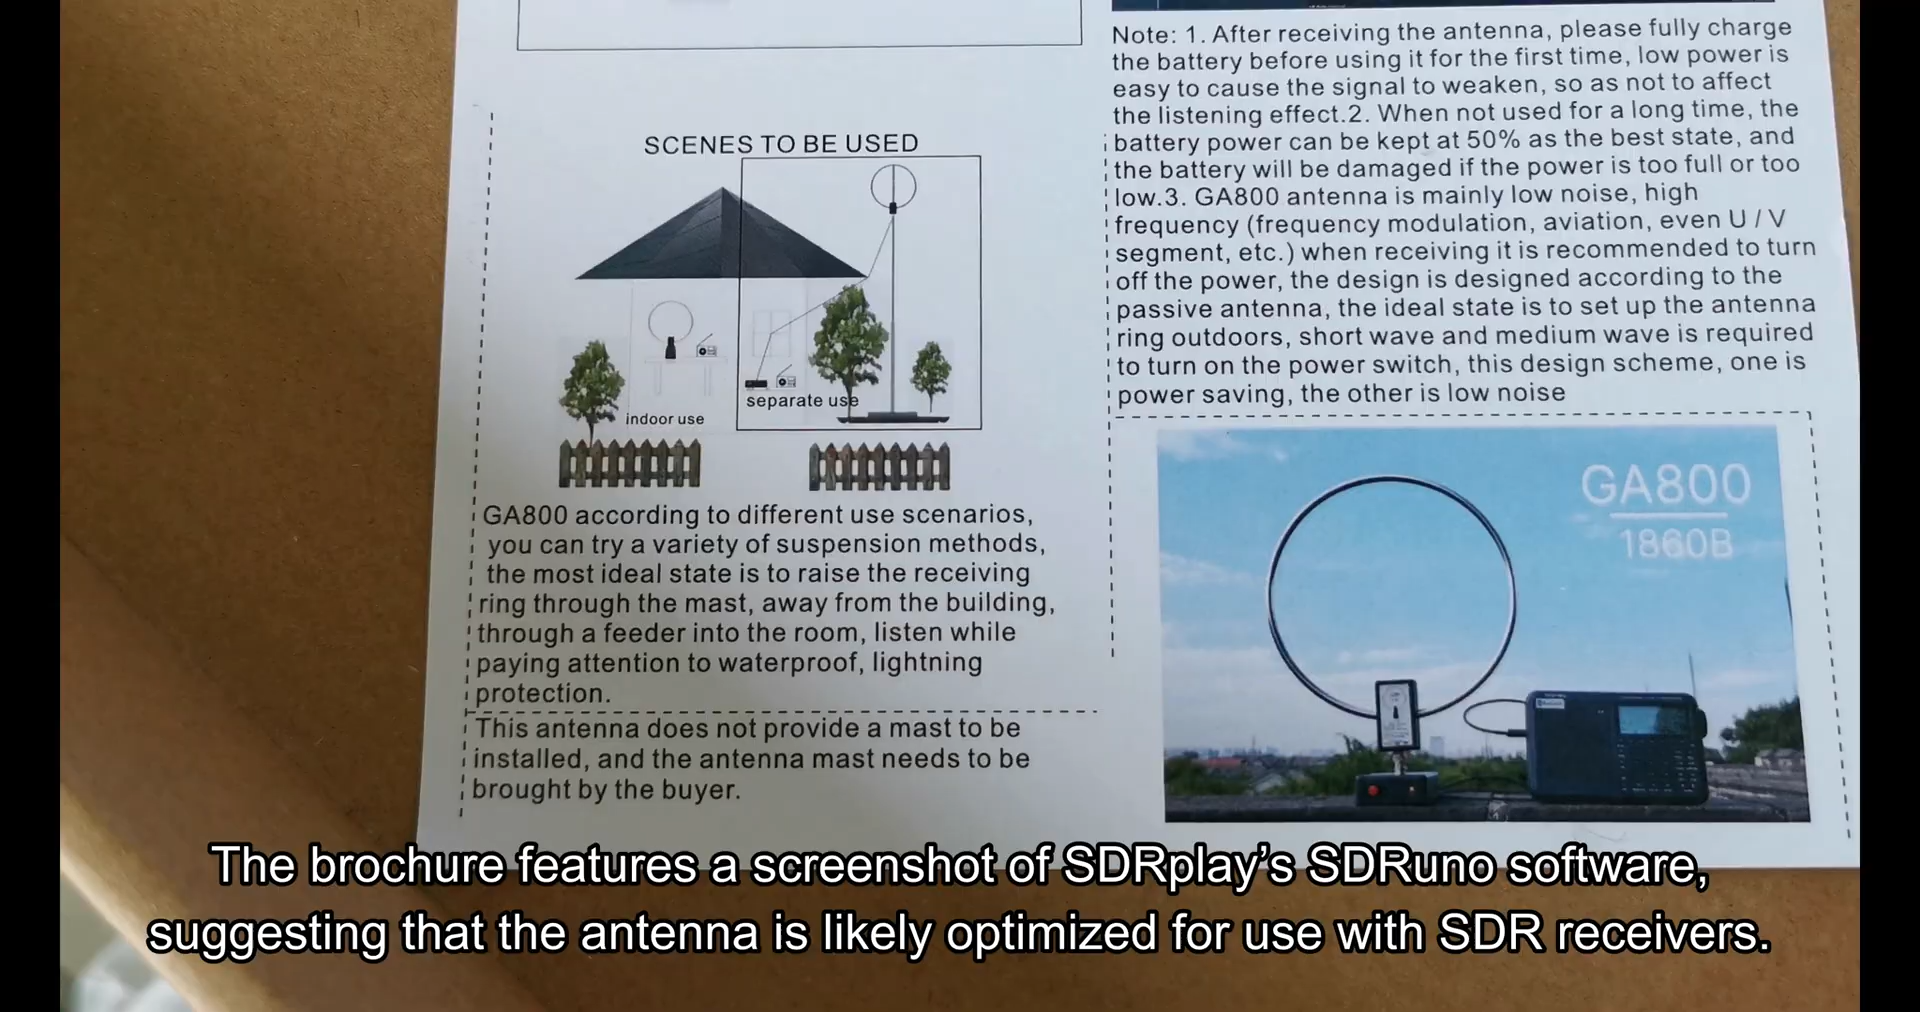 SCENES TO BE USED
indoor use
separate use
GA800 according to different use scenarios,
you can try a variety of suspension methods,
the most ideal state is to raise the receiving
ring through the mast, away from the building,
through a feeder into the room, listen while
paying attention to waterproof, lightning
protection.
This antenna does not provide a mast to be
installed, and the antenna mast needs to be
brought by the buyer.
Note: 1. After receiving the antenna, please fully charge
the battery before using it for the first time, low power is
easy to cause the signal to weaken, so as not to affect
the listening effect.2. When not used for a long time, the
battery power can be kept at 50% as the best state, and
the battery will be damaged if the power is too full or too
low.3. GA800 antenna is mainly low noise, high
frequency (frequency modulation, aviation, even U / V
segment, etc.) when receiving it is recommended to turn
off the power, the design is designed according to the
passive antenna, the ideal state is to set up the antenna
ring outdoors, short wave and medium wave is required
to turn on the power switch, this design scheme, one is
power saving, the other is low noise
GA800
1860B
The brochure features a screenshot of SDRplay’s SDRuno software,
suggesting that the antenna is likely optimized for use with SDR receivers.